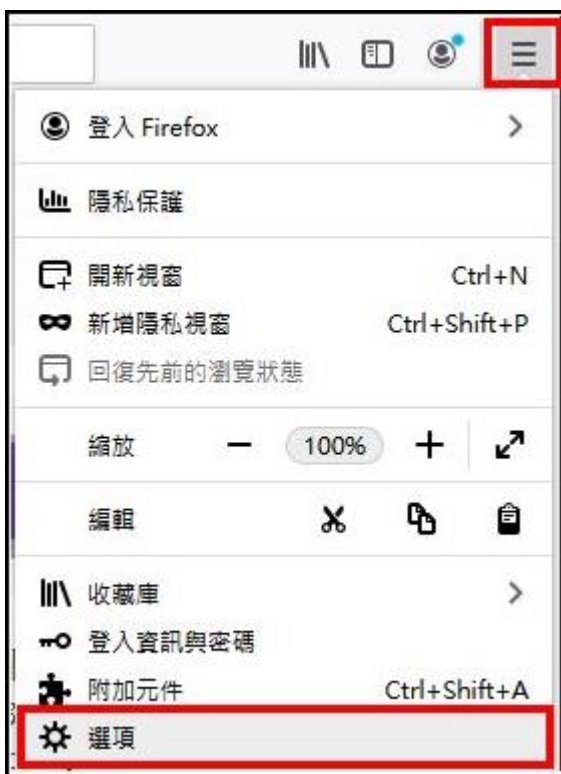 登入 Firefox
隱私保護
開新視窗 Ctrl+N
新增隱私視窗 Ctrl+Shift+P
回復先前的瀏覽狀態
縮放 100%
編輯
收藏庫
登入資訊與密碼
附加元件 Ctrl+Shift+A
選項